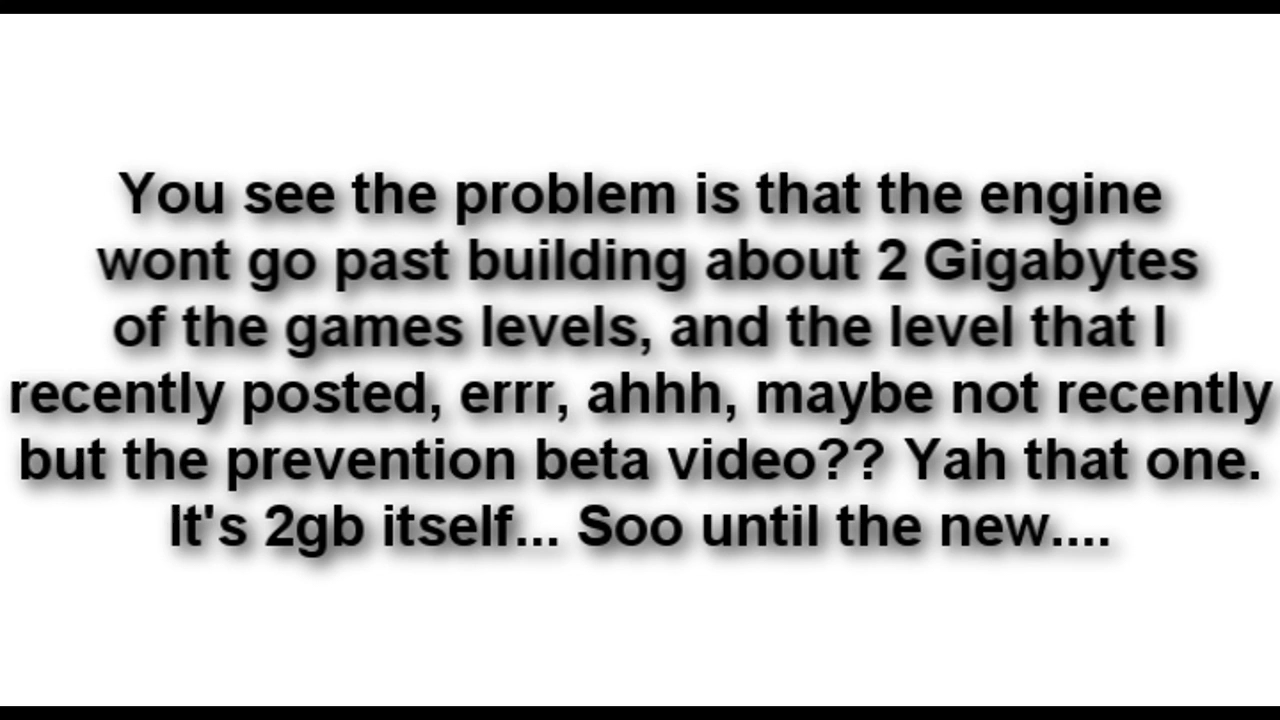 You see the problem is that the engine
wont go past building about 2 Gigabytes
of the games levels, and the level that I
recently posted, errr, ahhh, maybe not recently
but the prevention beta video?? Yah that one.
It's 2gb itself... Soo until the new....